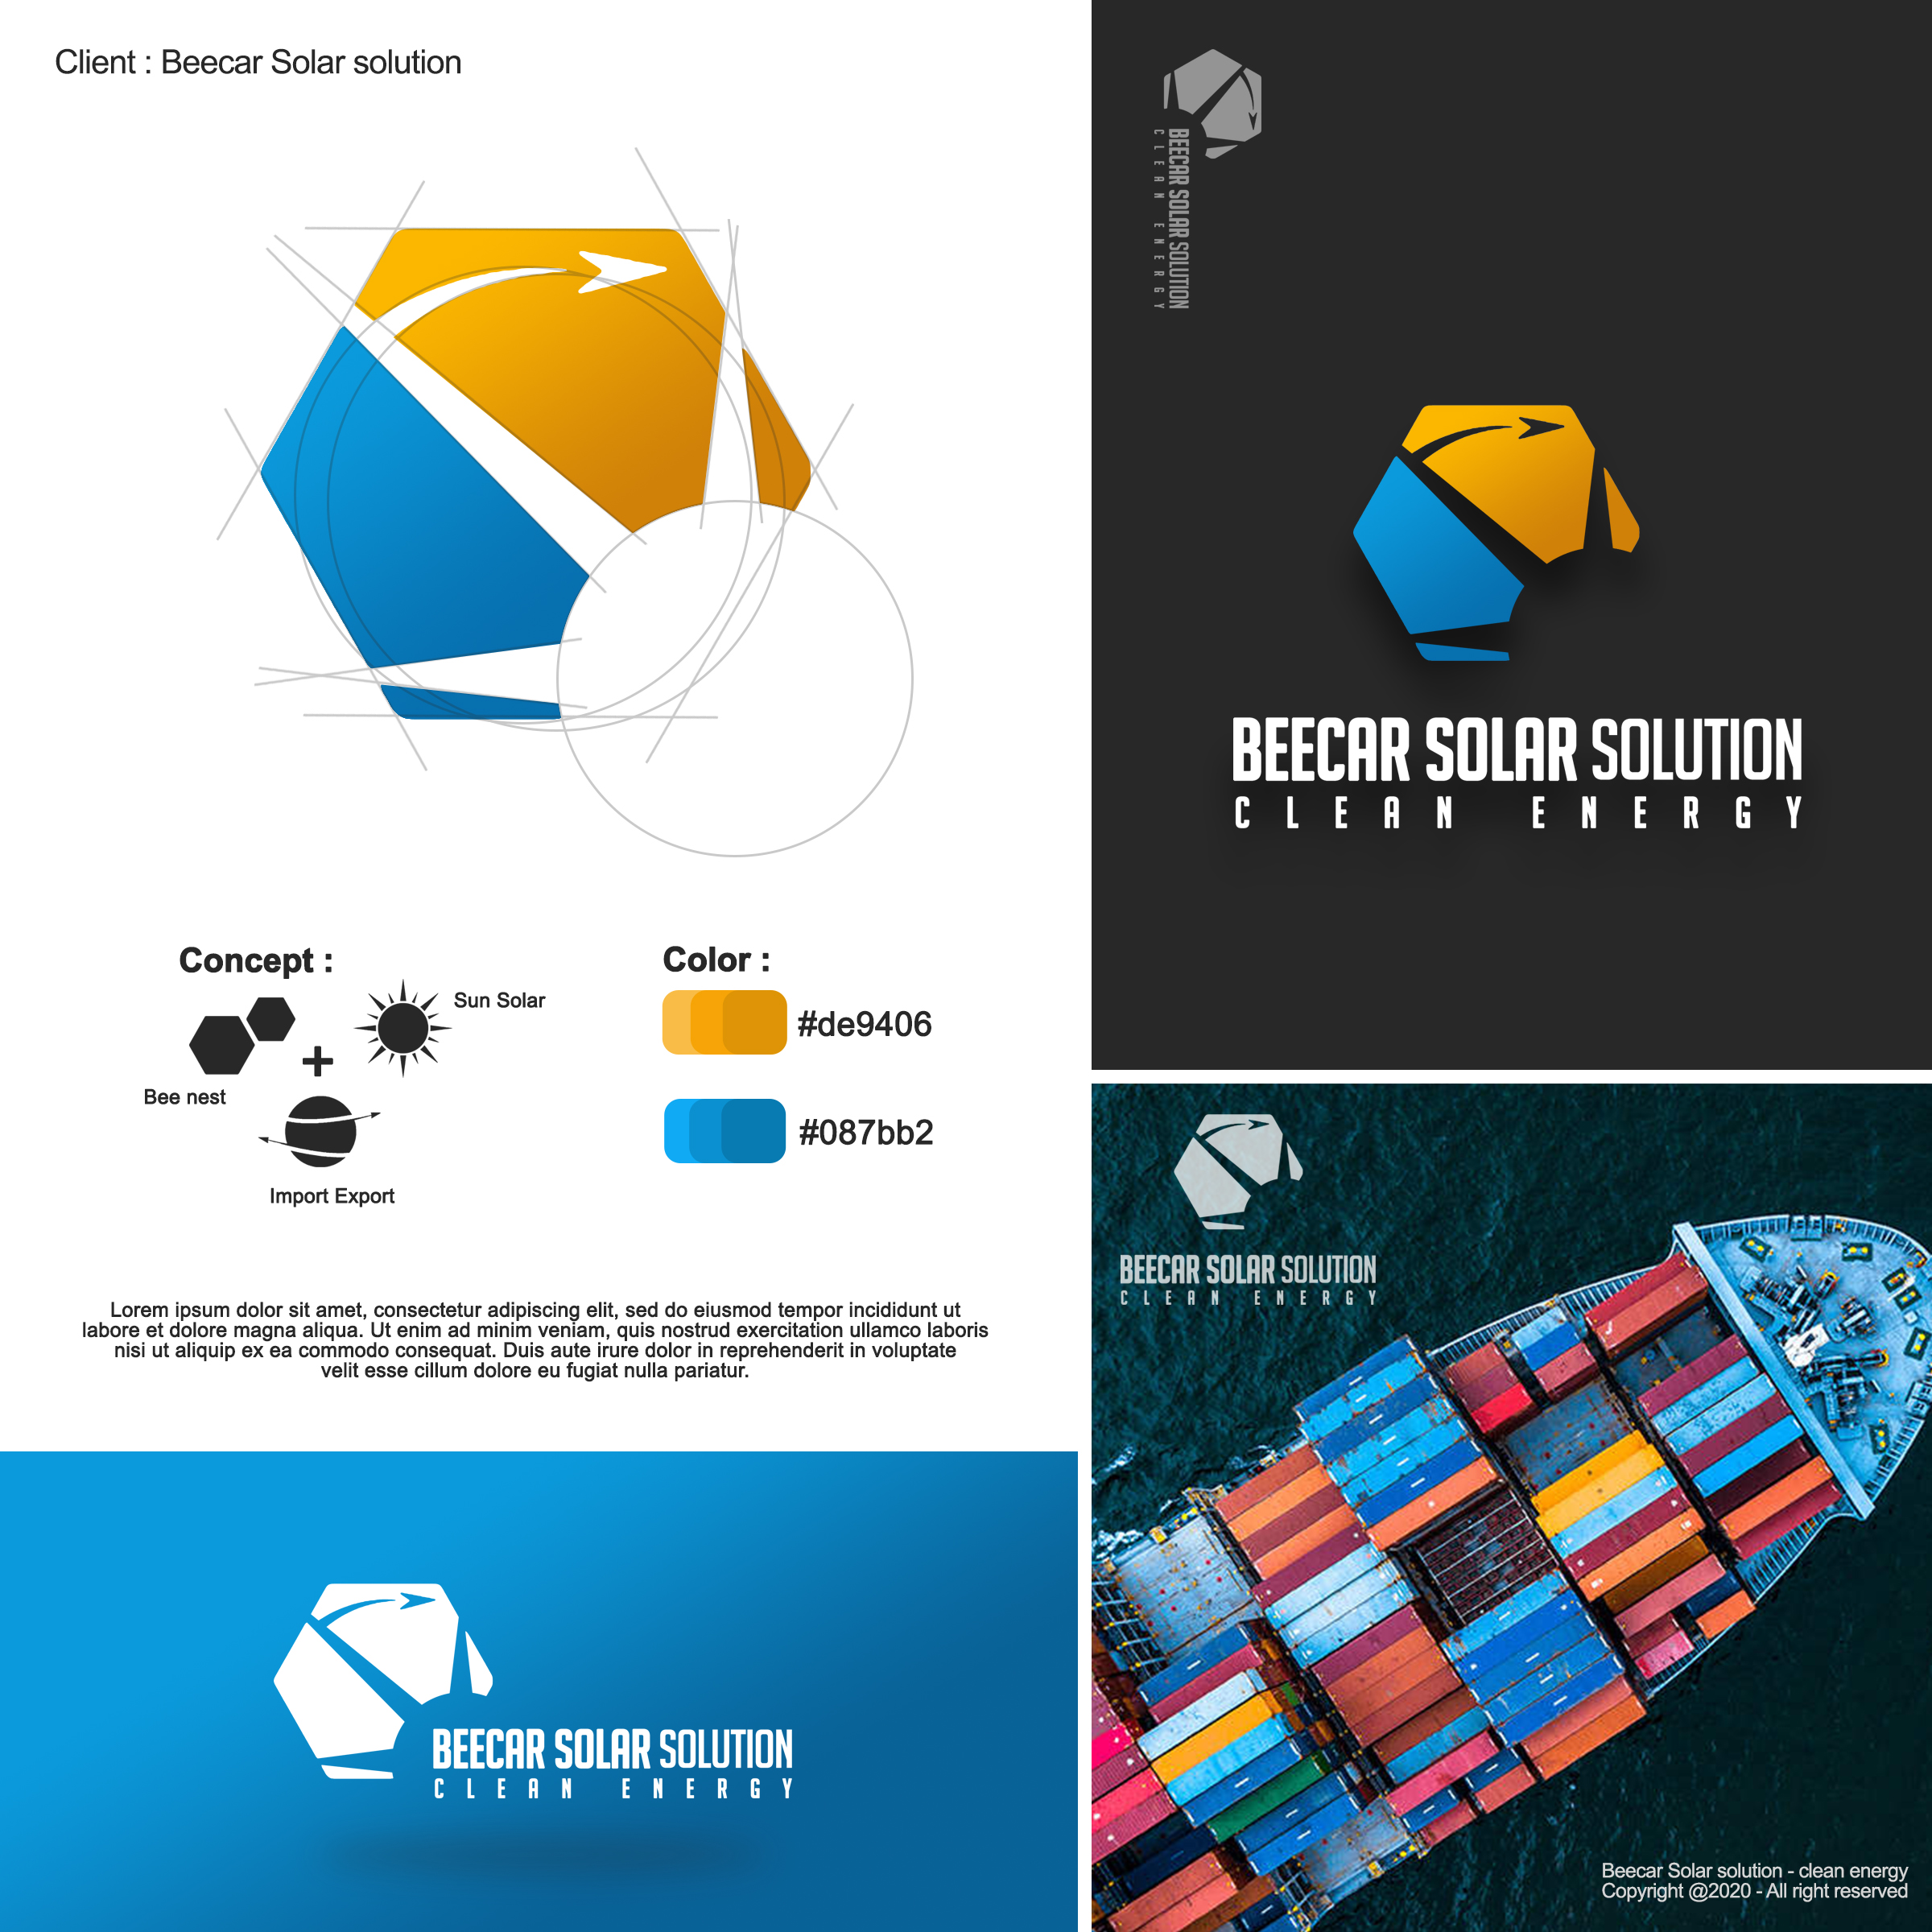 Client : Beecar Solar solution
BEECAR SOLAR SOLUTION
CLEAN ENERGY
BEECAR SOLAR SOLUTION
CLEAN ENERGY
Concept :
Sun Solar
Bee nest
Import Export
Color :
#de9406
#087bb2
Lorem ipsum dolor sit amet, consectetur adipiscing elit, sed do eiusmod tempor incididunt ut
labore et dolore magna aliqua. Ut enim ad minim veniam, quis nostrud exercitation ullamco laboris
nisi ut aliquip ex ea commodo consequat. Duis aute irure dolor in reprehenderit in voluptate
velit esse cillum dolore eu fugiat nulla pariatur.
BEECAR SOLAR SOLUTION
CLEAN ENERGY
BEECAR SOLAR SOLUTION
CLEAN ENERGY
Beecar Solar solution - clean energy
Copyright @2020 - All right reserved